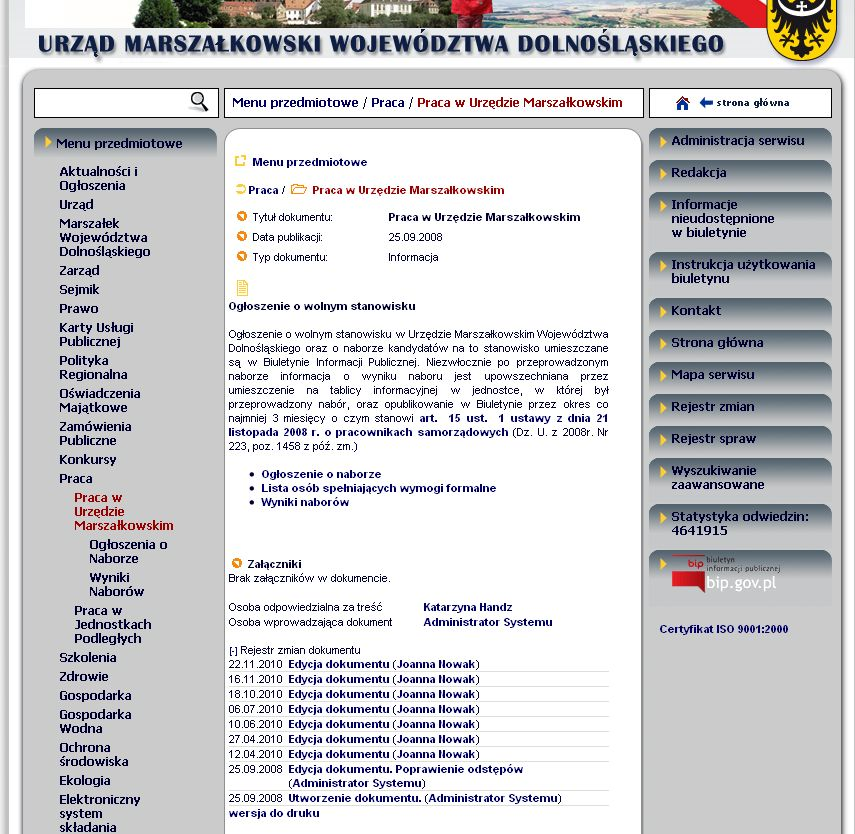 URZĄD MARSZAŁKOWSKI WOJEWÓDZTWA DOLNOŚLĄSKIEGO
Menu przedmiotowe / Praca / Praca w Urzędzie Marszałkowskim
strona główna
Menu przedmiotowe
Aktualności i
Ogłoszenia
Urząd
Marszałek
Województwa
Dolnośląskiego
Zarząd
Sejmik
Prawo
Karty Usługi
Publicznej
Polityka
Regionalna
Oświadczenia
Majątkowe
Zamówienia
Publiczne
Konkursy
Praca
Praca w
Urzędzie
Marszałkowskim
Ogłoszenia o
Naborze
Wyniki
Naborów
Praca w
Jednostkach
Podległych
Szkolenia
Zdrowie
Gospodarka
Gospodarka
Wodna
Ochrona
środowiska
Ekologia
Elektroniczny
system
składania
Menu przedmiotowe
Praca / Praca w Urzędzie Marszałkowskim
Tytuł dokumentu: Praca w Urzędzie Marszałkowskim
Data publikacji: 25.09.2008
Typ dokumentu: Informacja
Ogłoszenie o wolnym stanowisku
Ogłoszenie o wolnym stanowisku w Urzędzie Marszałkowskim Województwa
Dolnośląskiego oraz o naborze kandydatów na to stanowisko umieszczane
są w Biuletynie Informacji Publicznej. Niezwłocznie po przeprowadzonym
naborze informacja o wyniku naboru jest upowszechniana przez
umieszczenie na tablicy informacyjnej w jednostce, w której był
przeprowadzony nabór, oraz opublikowanie w Biuletynie przez okres co
najmniej 3 miesięcy o czym stanowi art. 15 ust. 1 ustawy z dnia 21
listopada 2008 r. o pracownikach samorządowych (Dz. U. z 2008r. Nr
223, poz. 1458 z póź. zm.)
• Ogłoszenie o naborze
• Lista osób spełniających wymogi formalne
• Wyniki naborów
Załączniki
Brak załączników w dokumencie.
Osoba odpowiedzialna za treść Katarzyna Handz
Osoba wprowadzająca dokument Administrator Systemu
[-] Rejestr zmian dokumentu
22.11.2010 Edycja dokumentu (Joanna Nowak)
16.11.2010 Edycja dokumentu (Joanna Nowak)
18.10.2010 Edycja dokumentu (Joanna Nowak)
06.07.2010 Edycja dokumentu (Joanna Nowak)
10.06.2010 Edycja dokumentu (Joanna Nowak)
27.04.2010 Edycja dokumentu (Joanna Nowak)
12.04.2010 Edycja dokumentu (Joanna Nowak)
25.09.2008 Edycja dokumentu. Poprawienie odstępów
(Administrator Systemu)
25.09.2008 Utworzenie dokumentu. (Administrator Systemu)
wersja do druku
Administracja serwisu
Redakcja
Informacje
nieudostępnione
w biuletynie
Instrukcja użytkowania
biuletynu
Kontakt
Strona główna
Mapa serwisu
Rejestr zmian
Rejestr spraw
Wyszukiwanie
zaawansowane
Statystyka odwiedzin:
4641915
bip biuletyn
informacji publicznej
bip.gov.pl
Certyfikat ISO 9001:2000